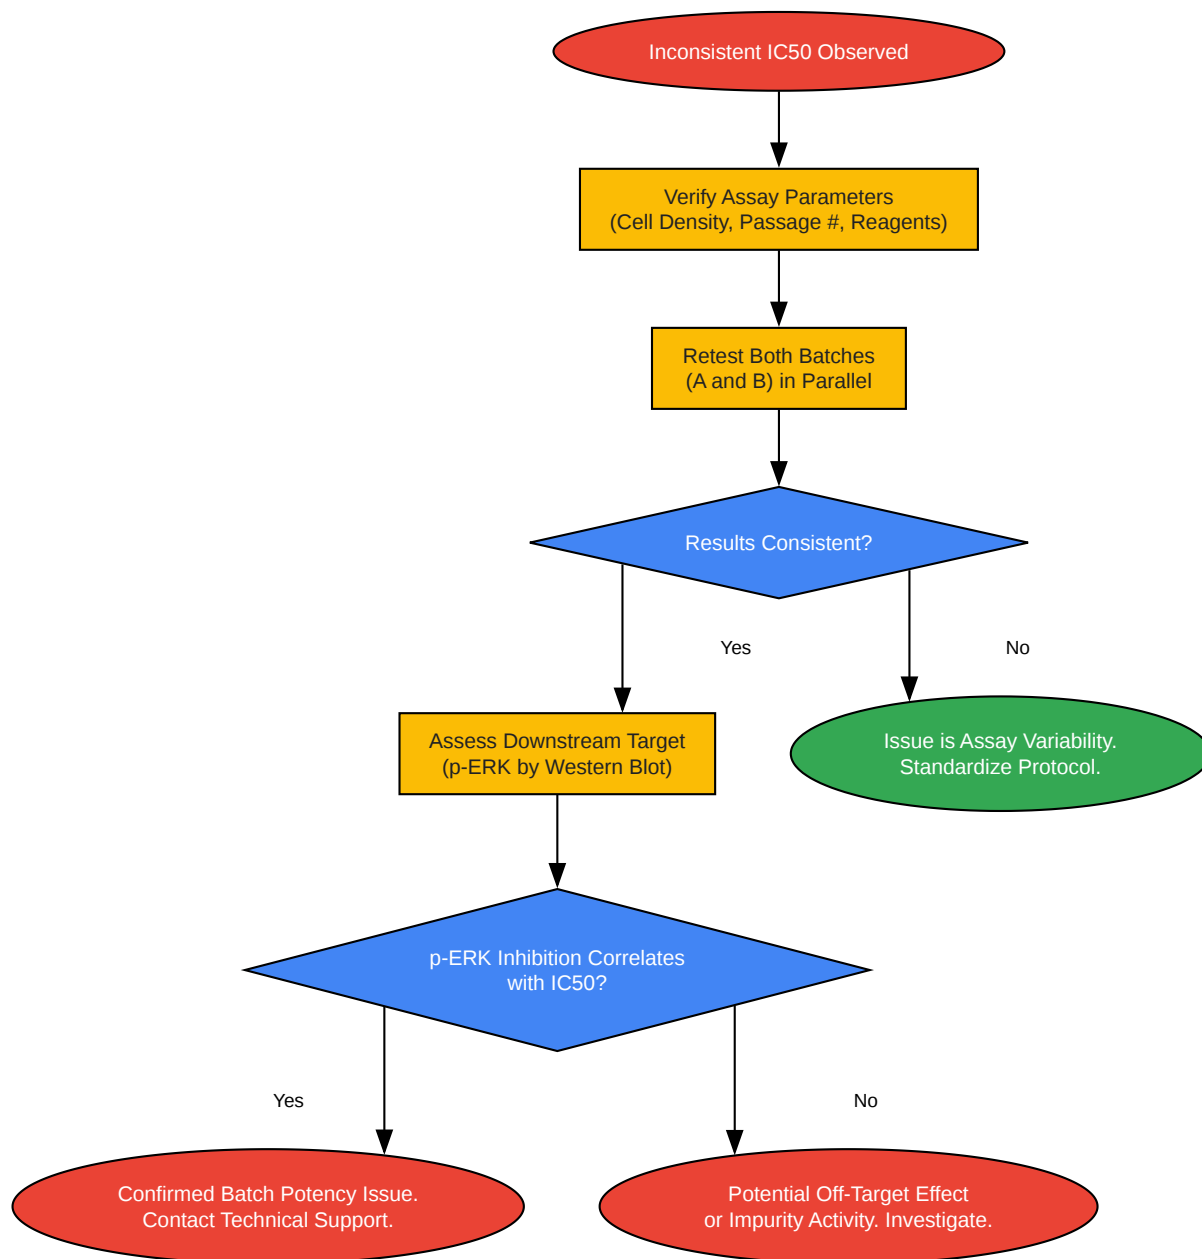 Inconsistent IC50 Observed
Verify Assay Parameters
(Cell Density, Passage #, Reagents)
Retest Both Batches
(A and B) in Parallel
Results Consistent?
Yes
No
Assess Downstream Target
(p-ERK by Western Blot)
Issue is Assay Variability.
Standardize Protocol.
p-ERK Inhibition Correlates
with IC50?
Yes
No
Confirmed Batch Potency Issue.
Contact Technical Support.
Potential Off-Target Effect
or Impurity Activity. Investigate.